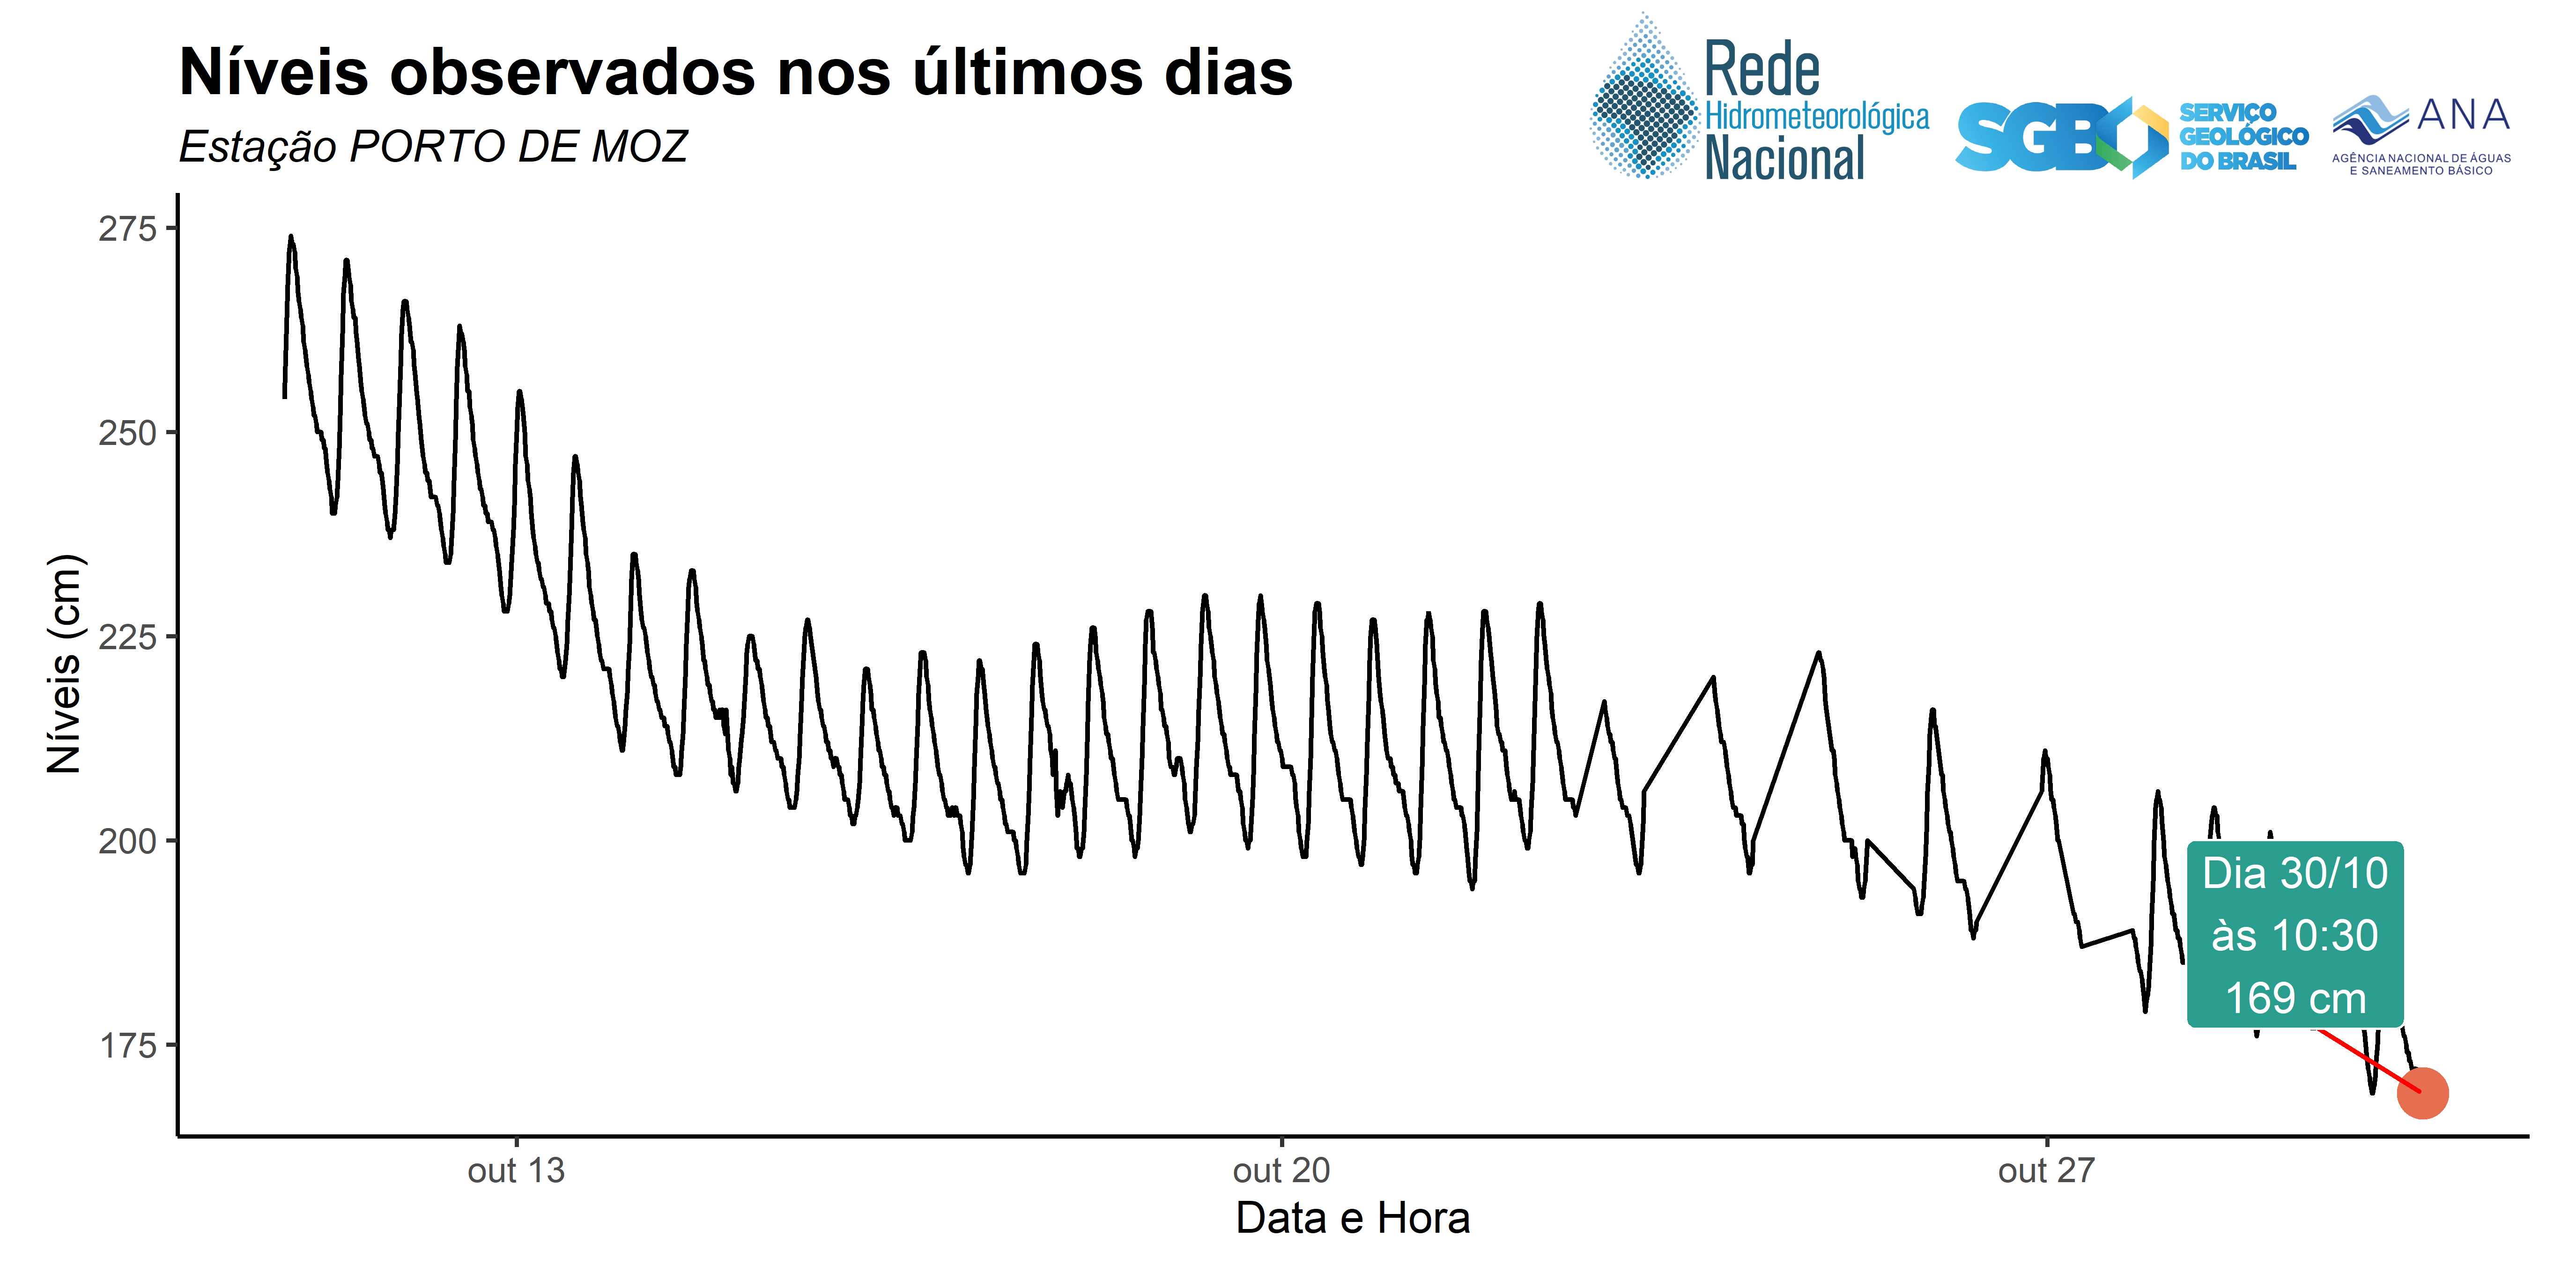 Níveis observados nos últimos dias
Estação PORTO DE MOZ
Rede
Hidrometeorológica
Nacional
SGB
SERVIÇO
GEOLÓGICO
DO BRASIL
ANA
AGÊNCIA NACIONAL DE ÁGUAS
E SANEAMENTO BÁSICO
Níveis (cm)
275
250
225
200
175
Dia 30/10
às 10:30
169 cm
out 13
out 20
out 27
Data e Hora